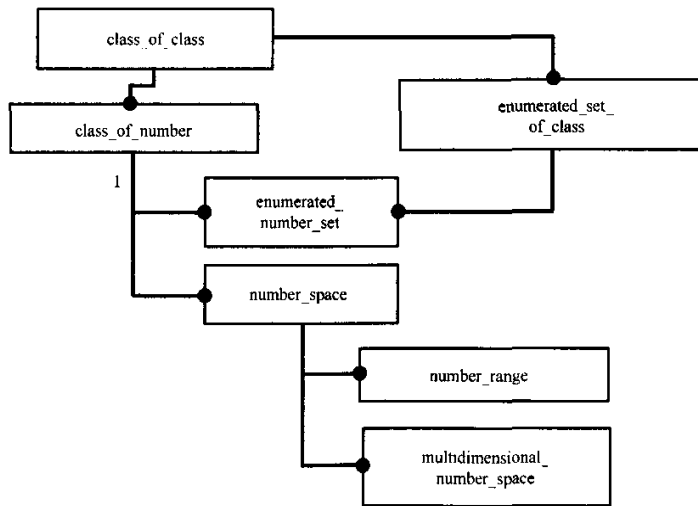 class_of_class
class_of_number
enumerated_set_
of_class
1
enumerated_
number_set
number_space
number_range
multidimensional_
number_space